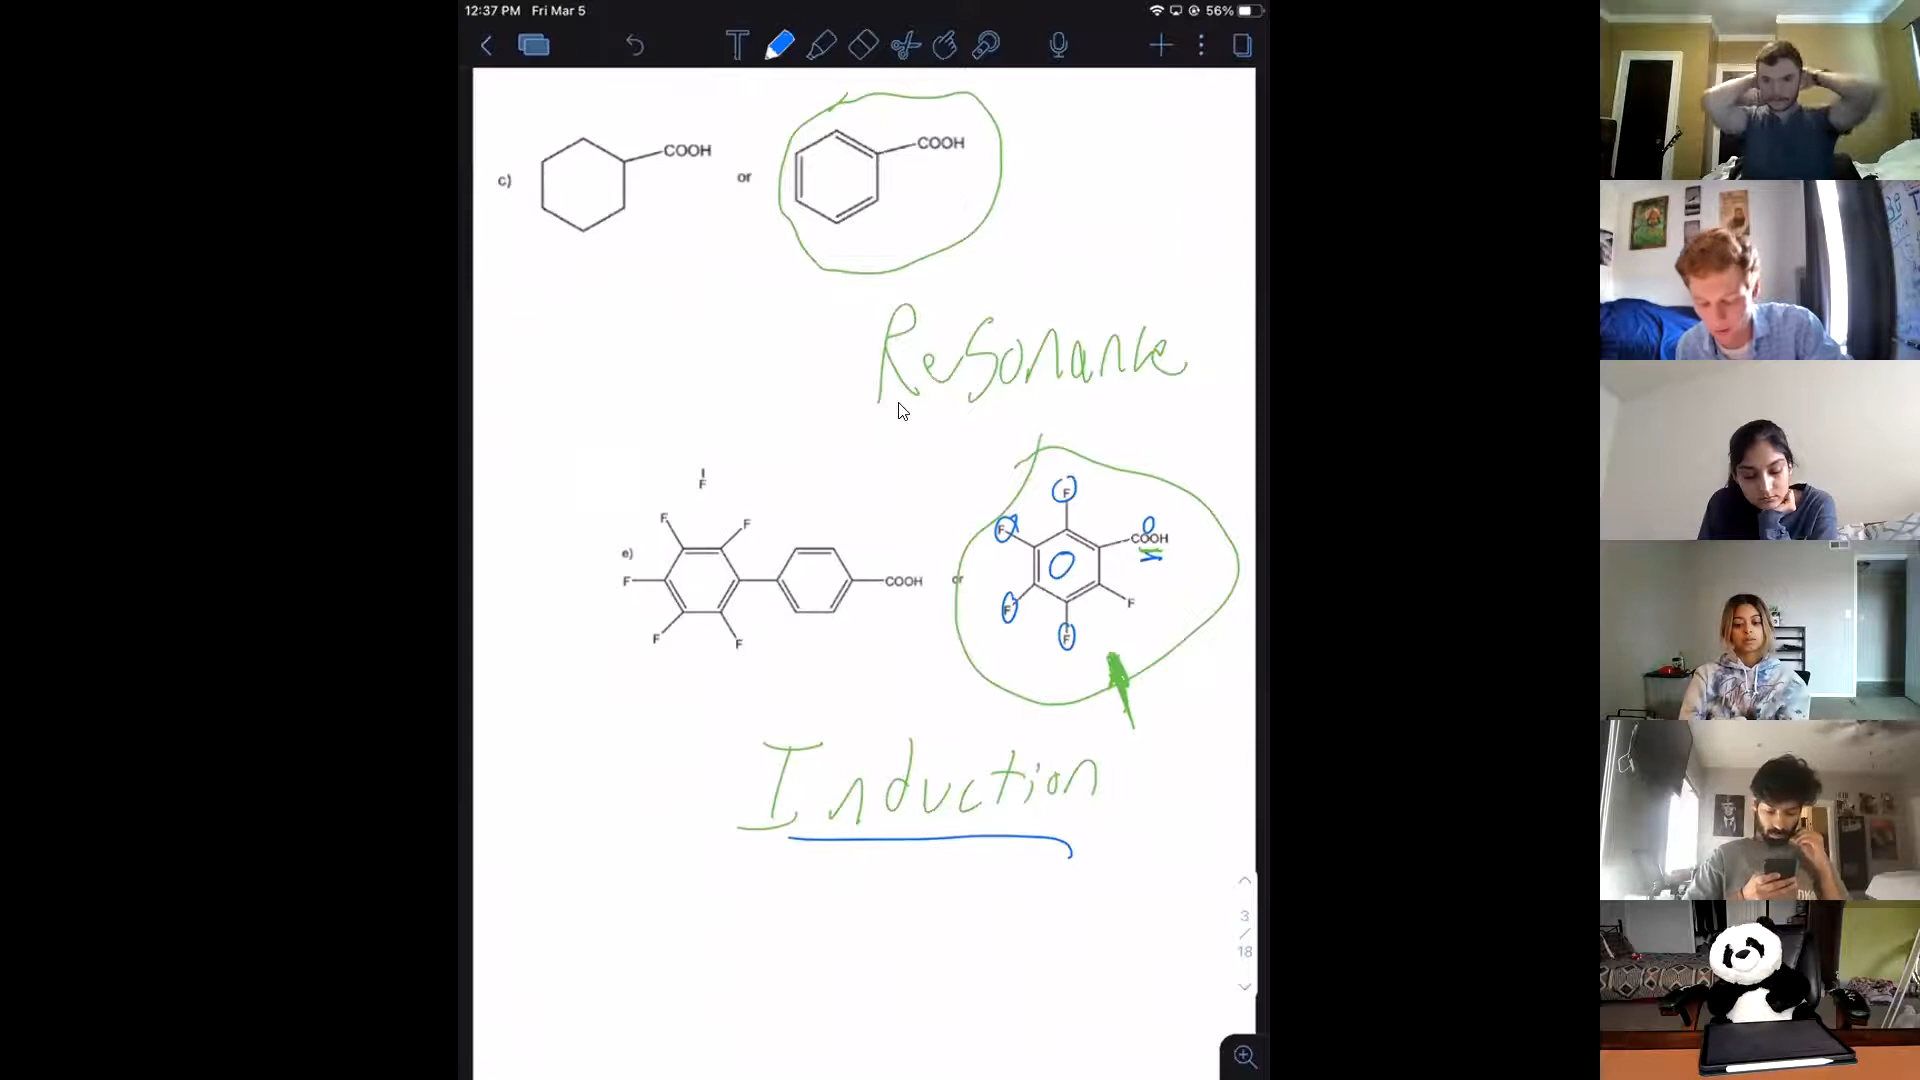 12:37 PM Fri Mar 5
56%
T
COOH
COOH
c)
or
Resonance
F
F
F
F
F
e)
COOH
F
COOH
F
or
F
F
F
F
F
F
Induction
3
/
18